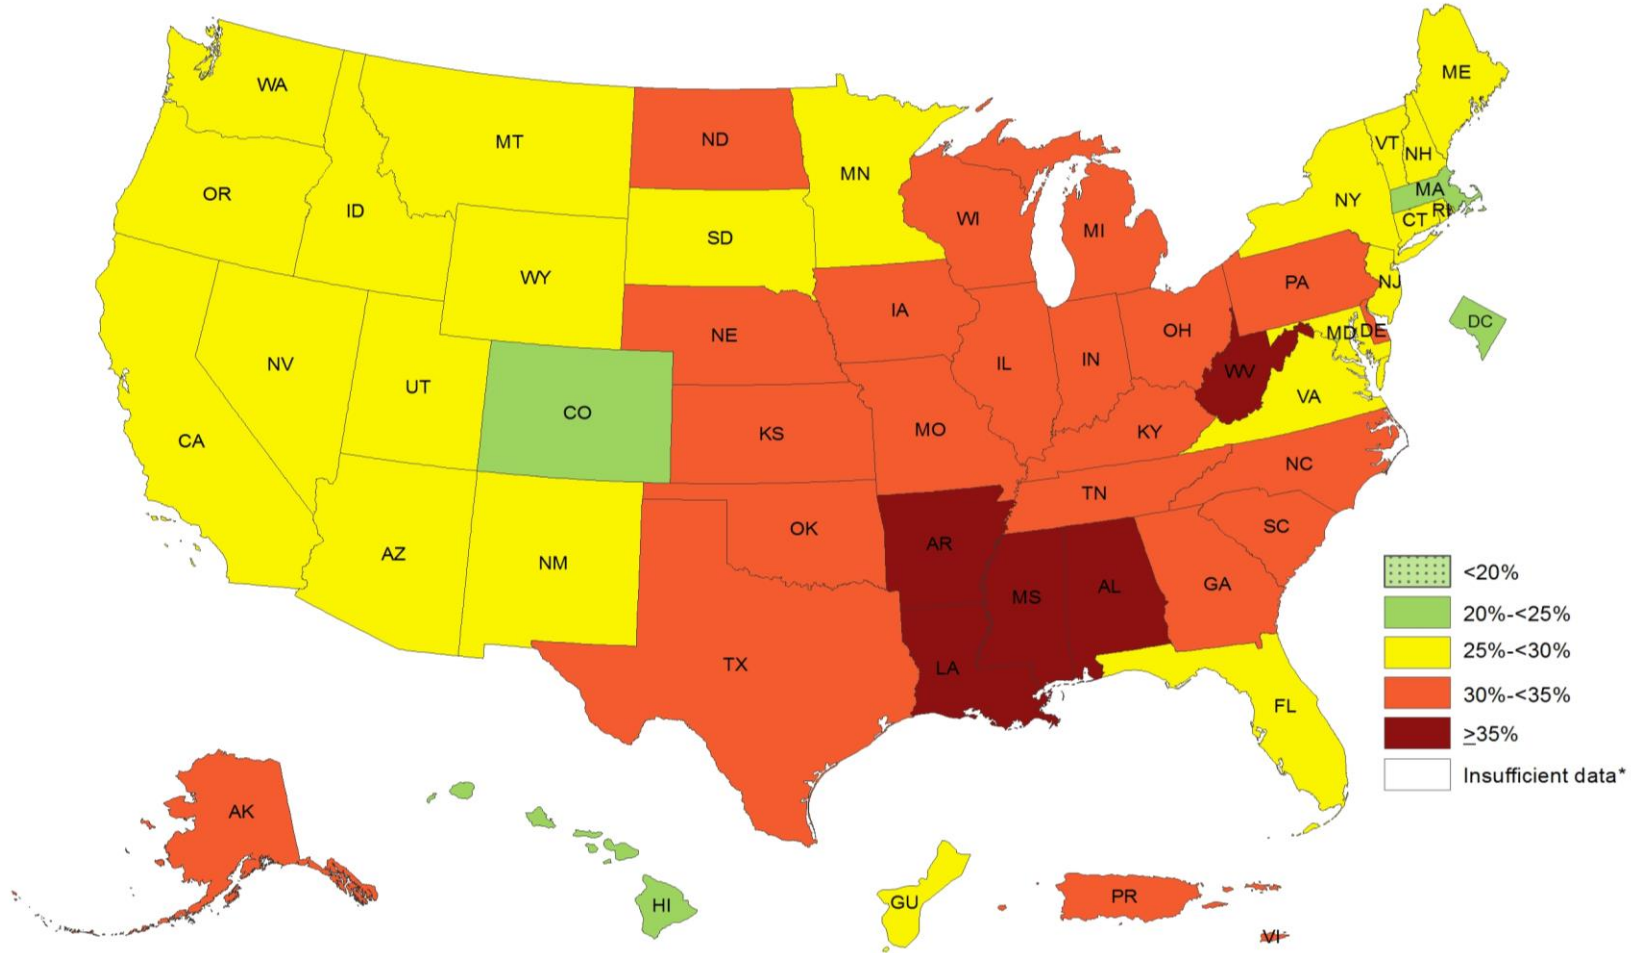 ME
WA
MT
ND
VT
NH
MN
MA
OR
ID
NY
CT
RI
WI
MI
SD
WY
PA
NJ
IA
DC
NE
OH
MD
DE
NV
IL
IN
UT
WV
CO
VA
CA
KS
MO
KY
NC
TN
OK
SC
AZ
NM
AR
<20%
GA
MS
AL
20%-<25%
25%-<30%
TX
LA
30%-<35%
FL
≥35%
Insufficient data*
AK
HI
GU
PR
VI